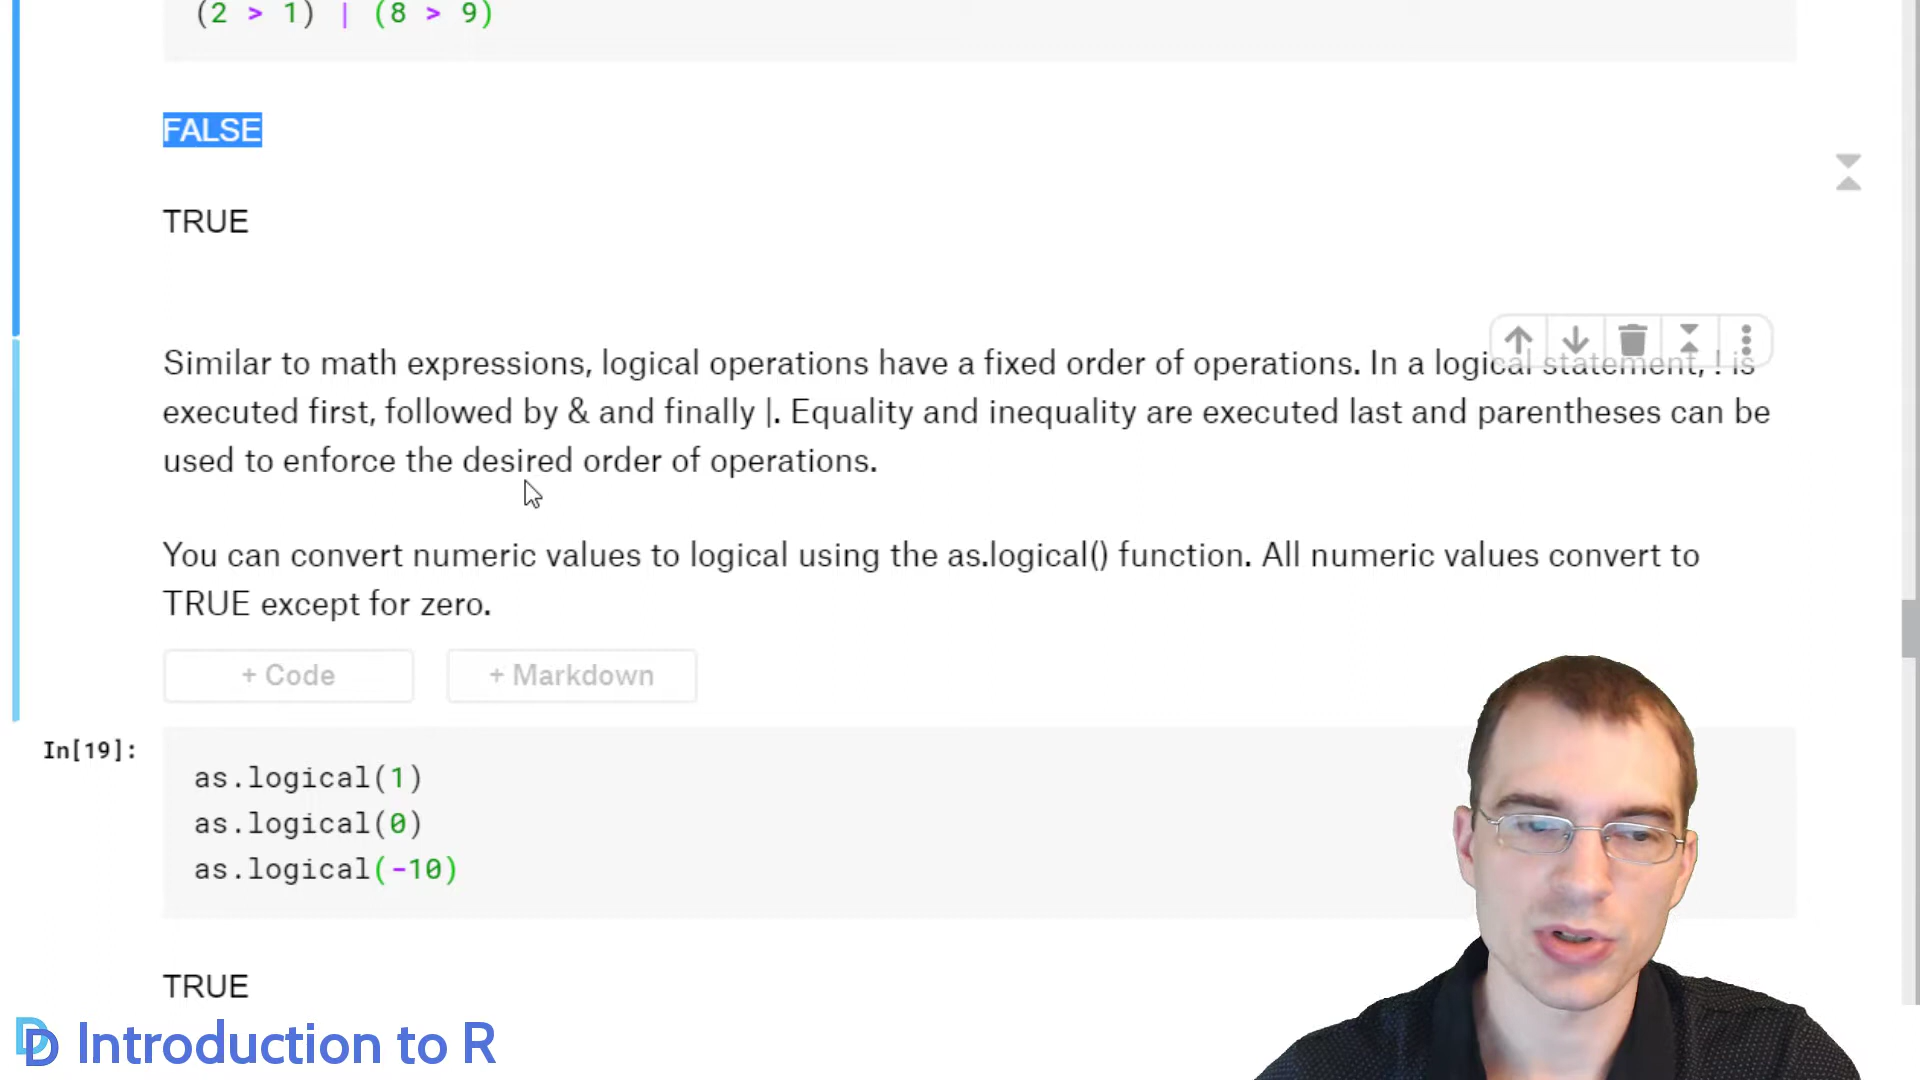 (2 > 1) | (8 > 9)
FALSE
TRUE
Similar to math expressions, logical operations have a fixed order of operations. In a logical statement, ! is
executed first, followed by & and finally |. Equality and inequality are executed last and parentheses can be
used to enforce the desired order of operations.
You can convert numeric values to logical using the as.logical() function. All numeric values convert to
TRUE except for zero.
+ Code + Markdown
In[19]:
as.logical(1)
as.logical(0)
as.logical(-10)
TRUE
D Introduction to R